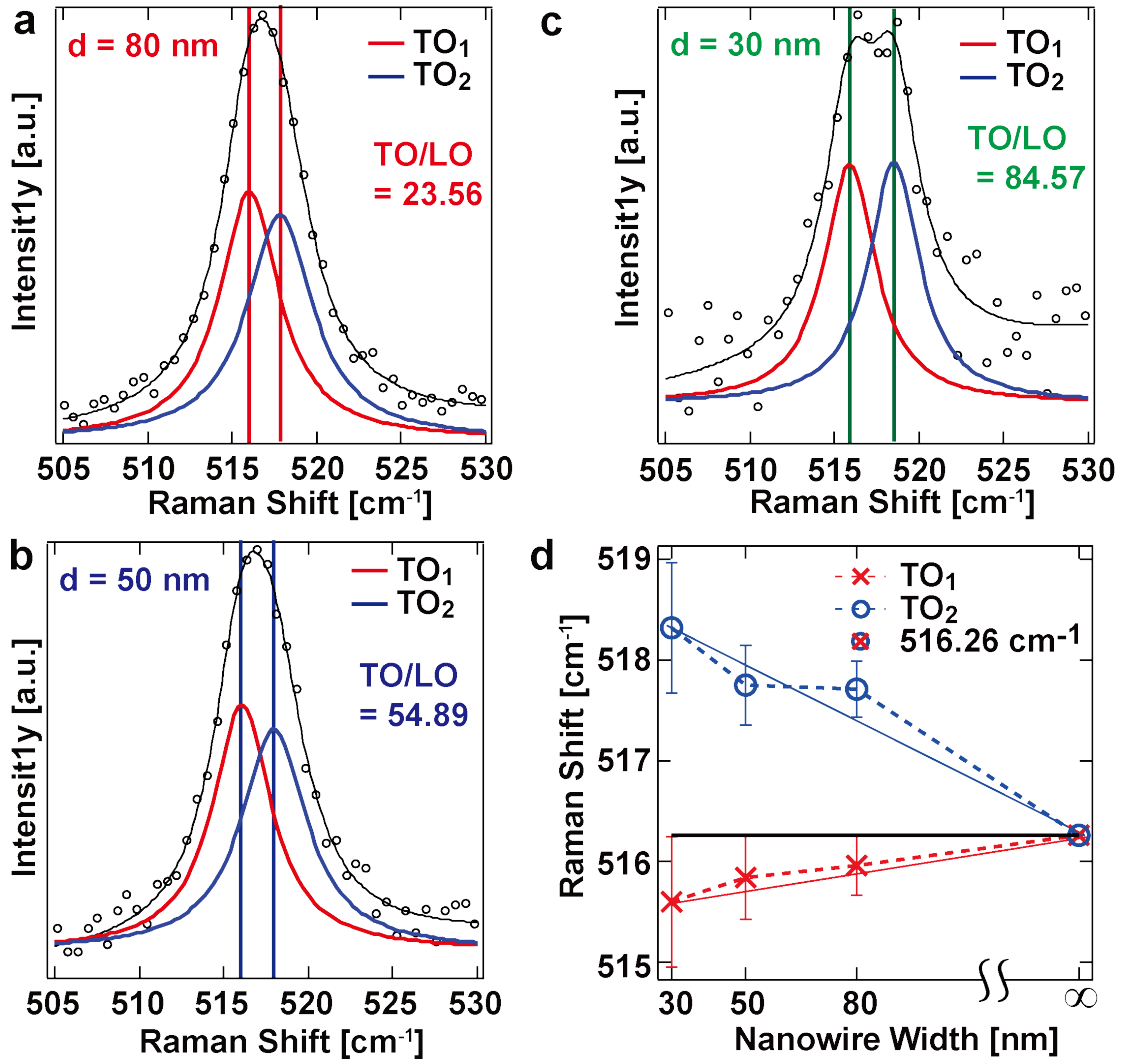 a
d = 80 nm
TO₁
TO₂
TO/LO
= 23.56
Intensit1y [a.u.]
505 510 515 520 525 530
Raman Shift [cm⁻¹]
b
d = 50 nm
TO₁
TO₂
TO/LO
= 54.89
Intensit1y [a.u.]
505 510 515 520 525 530
Raman Shift [cm⁻¹]
c
d = 30 nm
TO₁
TO₂
TO/LO
= 84.57
Intensit1y [a.u.]
505 510 515 520 525 530
Raman Shift [cm⁻¹]
d
TO₁
TO₂
516.26 cm⁻¹
Raman Shift [cm⁻¹]
519
518
517
516
515
30 50 80 ∞
Nanowire Width [nm]